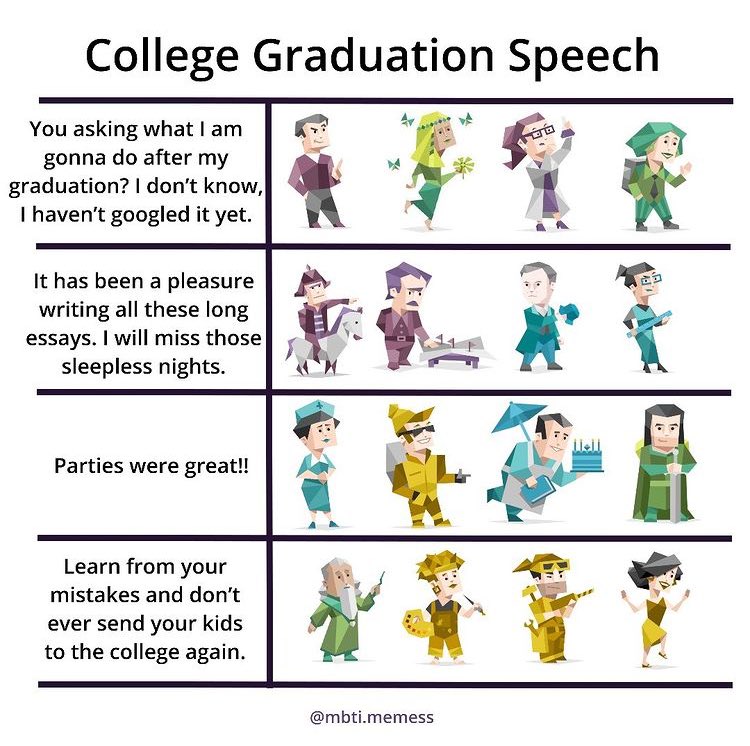 College Graduation Speech
You asking what I am
gonna do after my
graduation? I don't know,
I haven't googled it yet.
It has been a pleasure
writing all these long
essays. I will miss those
sleepless nights.
Parties were great!!
Learn from your
mistakes and don't
ever send your kids
to the college again.
@mbti.memess